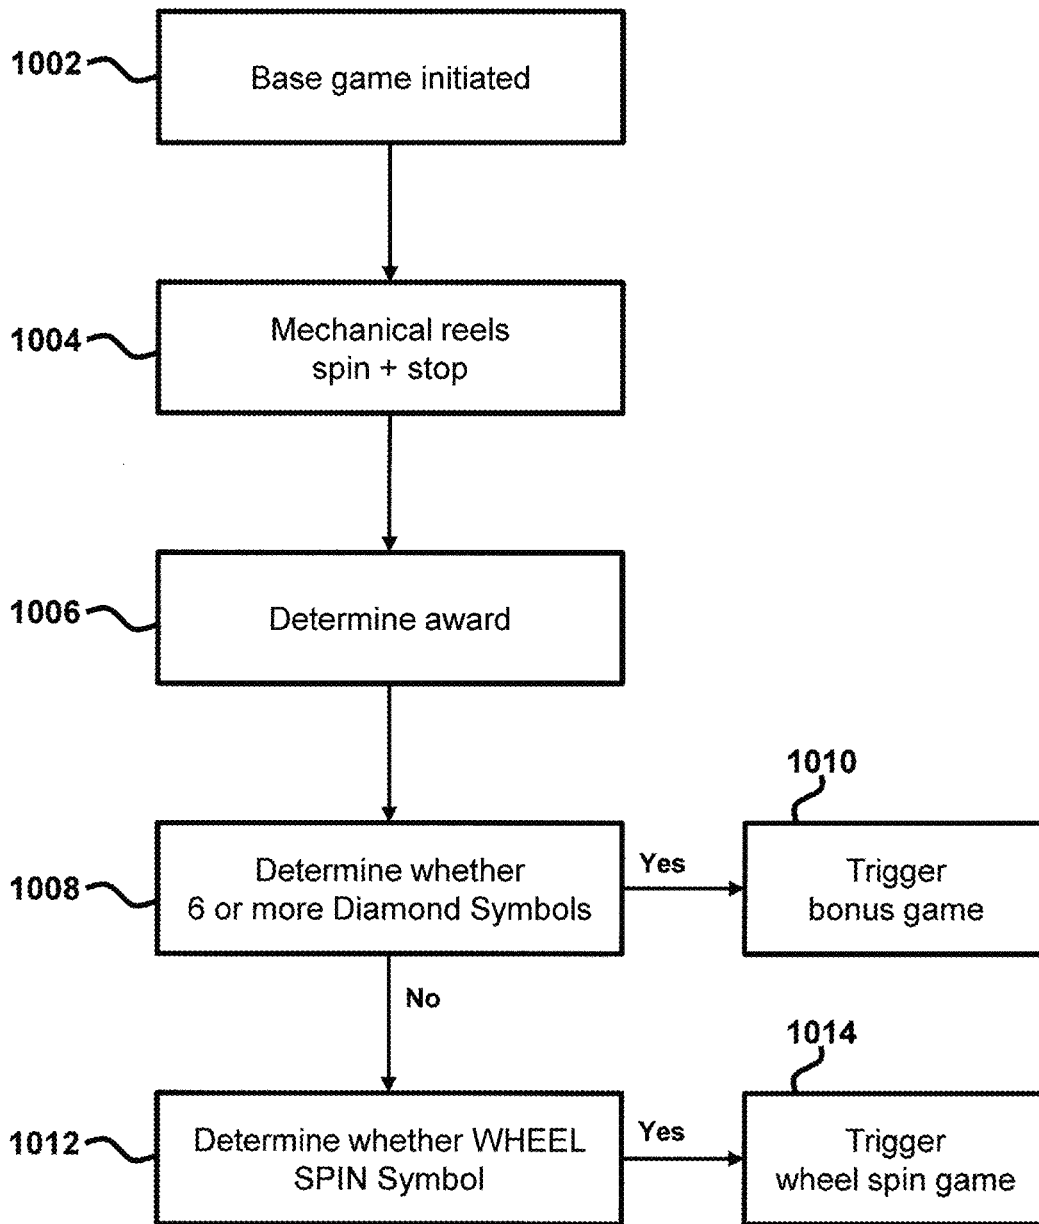 1002
Base game initiated
1004
Mechanical reels
spin + stop
1006
Determine award
1008
Determine whether
6 or more Diamond Symbols
Yes
1010
Trigger
bonus game
No
1012
Determine whether WHEEL
SPIN Symbol
Yes
1014
Trigger
wheel spin game